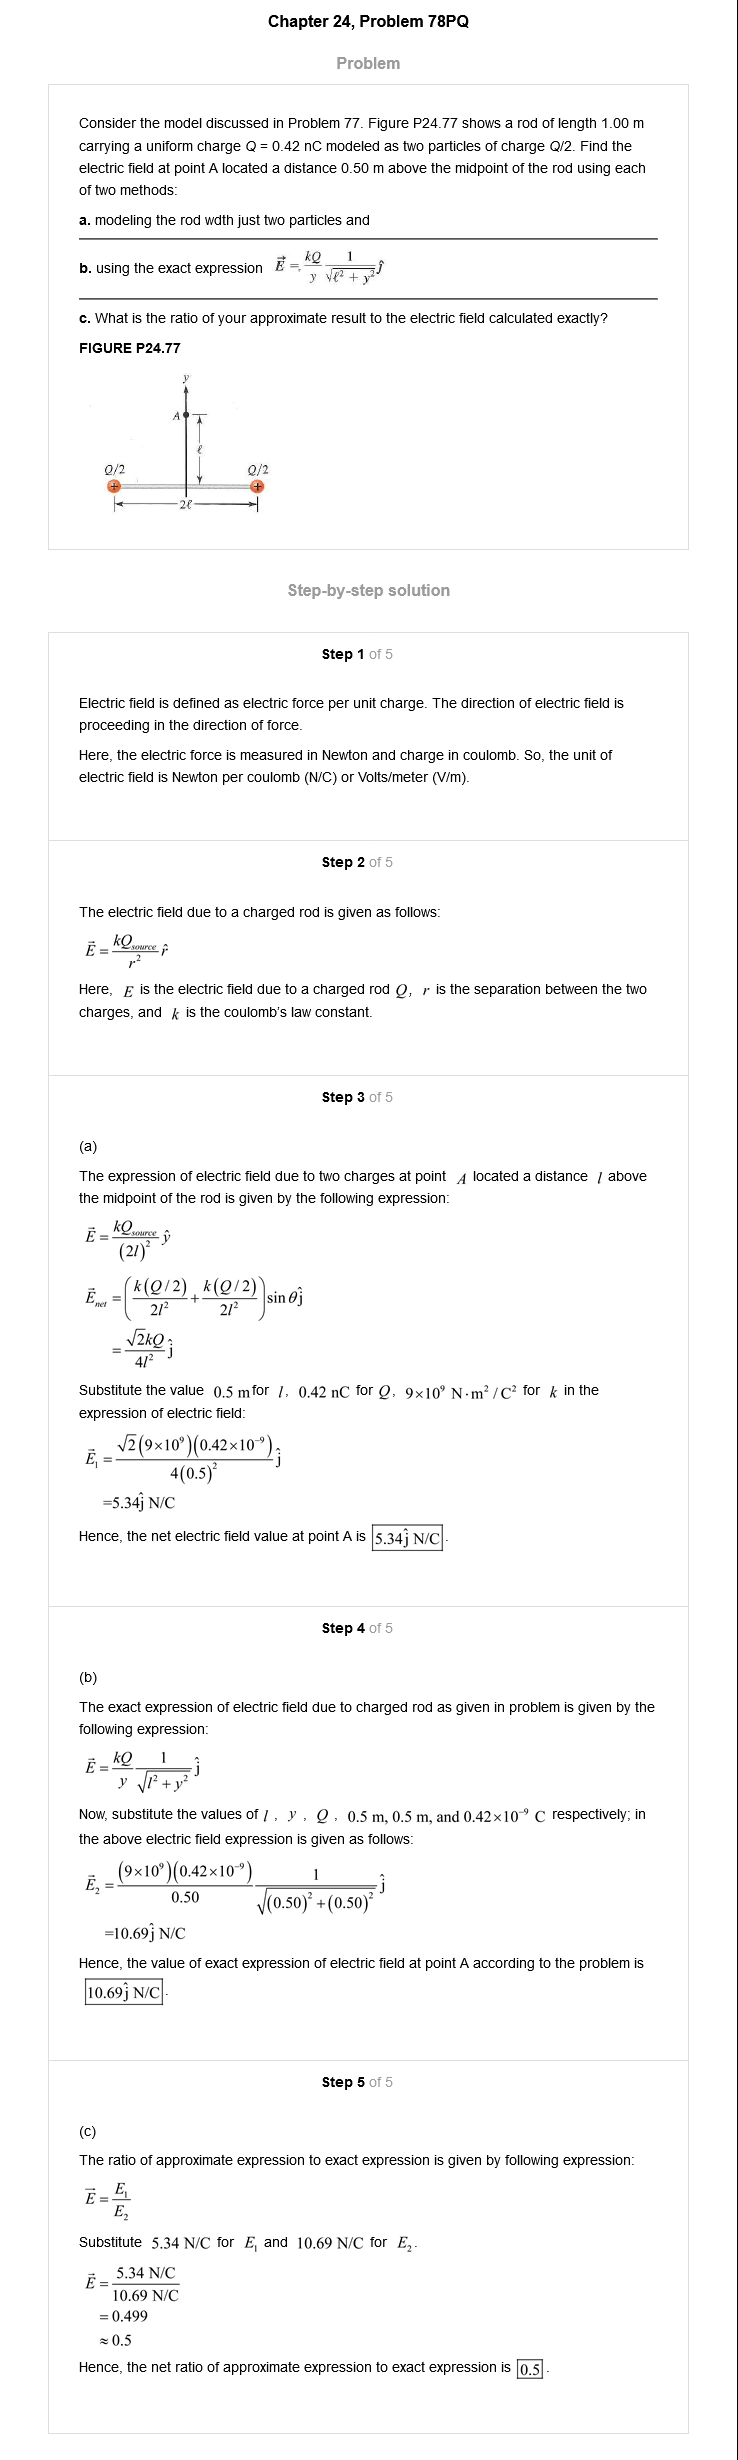 Chapter 24, Problem 78PQ
Problem
Consider the model discussed in Problem 77. Figure P24.77 shows a rod of length 1.00 m
carrying a uniform charge Q = 0.42 nC modeled as two particles of charge Q/2. Find the
electric field at point A located a distance 0.50 m above the midpoint of the rod using each
of two methods:
a. modeling the rod wdth just two particles and
b. using the exact expression $\vec{E} = \frac{kQ}{y} \frac{1}{\sqrt{\ell^2 + y^2}} \hat{j}$
c. What is the ratio of your approximate result to the electric field calculated exactly?
FIGURE P24.77
y
A
ℓ
Q/2 Q/2
+ +
2ℓ
Step-by-step solution
Step 1 of 5
Electric field is defined as electric force per unit charge. The direction of electric field is
proceeding in the direction of force.
Here, the electric force is measured in Newton and charge in coulomb. So, the unit of
electric field is Newton per coulomb (N/C) or Volts/meter (V/m).
Step 2 of 5
The electric field due to a charged rod is given as follows:
$\vec{E} = \frac{kQ_{source}}{r^2} \hat{r}$
Here, E is the electric field due to a charged rod Q, r is the separation between the two
charges, and k is the coulomb's law constant.
Step 3 of 5
(a)
The expression of electric field due to two charges at point A located a distance l above
the midpoint of the rod is given by the following expression:
$\vec{E} = \frac{kQ_{source}}{(2l)^2} \hat{y}$
$\vec{E}_{net} = \left( \frac{k(Q/2)}{2l^2} + \frac{k(Q/2)}{2l^2} \right) \sin\theta \hat{j}$
$= \frac{\sqrt{2}kQ}{4l^2} \hat{j}$
Substitute the value 0.5 m for l, 0.42 nC for Q, 9×10⁹ N·m² / C² for k in the
expression of electric field:
$\vec{E}_1 = \frac{\sqrt{2}(9×10^9)(0.42×10^{-9})}{4(0.5)^2} \hat{j}$
$=5.34\hat{j}$ N/C
Hence, the net electric field value at point A is $5.34\hat{j}$ N/C.
Step 4 of 5
(b)
The exact expression of electric field due to charged rod as given in problem is given by the
following expression:
$\vec{E} = \frac{kQ}{y} \frac{1}{\sqrt{l^2 + y^2}} \hat{j}$
Now, substitute the values of l, y, Q, 0.5 m, 0.5 m, and 0.42×10⁻⁹ C respectively; in
the above electric field expression is given as follows:
$\vec{E}_2 = \frac{(9×10^9)(0.42×10^{-9})}{0.50} \frac{1}{\sqrt{(0.50)^2 + (0.50)^2}} \hat{j}$
$=10.69\hat{j}$ N/C
Hence, the value of exact expression of electric field at point A according to the problem is
$10.69\hat{j}$ N/C.
Step 5 of 5
(c)
The ratio of approximate expression to exact expression is given by following expression:
$\vec{E} = \frac{E_1}{E_2}$
Substitute 5.34 N/C for E₁ and 10.69 N/C for E₂.
$\vec{E} = \frac{5.34 N/C}{10.69 N/C}$
= 0.499
≈ 0.5
Hence, the net ratio of approximate expression to exact expression is 0.5.